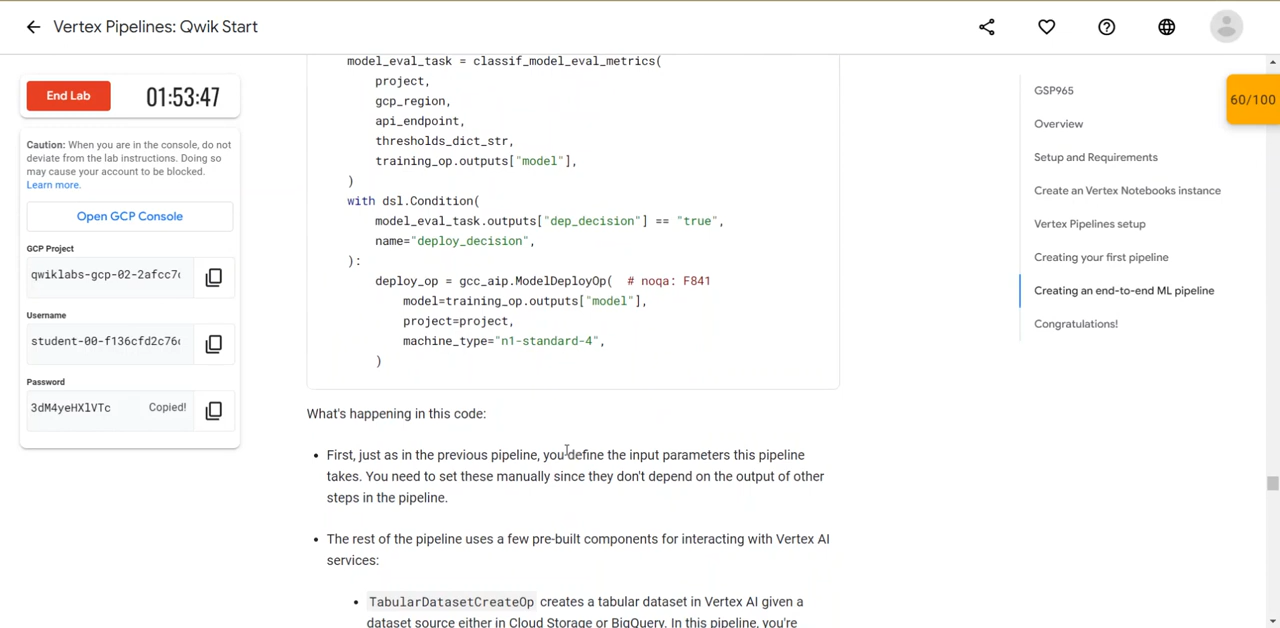 Vertex Pipelines: Qwik Start
End Lab
01:53:47
Caution: When you are in the console, do not
deviate from the lab instructions. Doing so
may cause your account to be blocked.
Learn more.
Open GCP Console
GCP Project
qwiklabs-gcp-02-2afcc7
Username
student-00-f136cfd2c76
Password
3dM4yeHXlVTc
Copied!
model_eval_task = classif_model_eval_metrics(
project,
gcp_region,
api_endpoint,
thresholds_dict_str,
training_op.outputs["model"],
)
with dsl.Condition(
model_eval_task.outputs["dep_decision"] == "true",
name="deploy_decision",
):
deploy_op = gcc_aip.ModelDeployOp(  # noqa: F841
model=training_op.outputs["model"],
project=project,
machine_type="n1-standard-4",
)
What's happening in this code:
• First, just as in the previous pipeline, you define the input parameters this pipeline
takes. You need to set these manually since they don't depend on the output of other
steps in the pipeline.
• The rest of the pipeline uses a few pre-built components for interacting with Vertex AI
services:
• TabularDatasetCreateOp creates a tabular dataset in Vertex AI given a
dataset source either in Cloud Storage or BigQuery. In this pipeline, you're
GSP965
Overview
Setup and Requirements
Create an Vertex Notebooks instance
Vertex Pipelines setup
Creating your first pipeline
Creating an end-to-end ML pipeline
Congratulations!
60/100